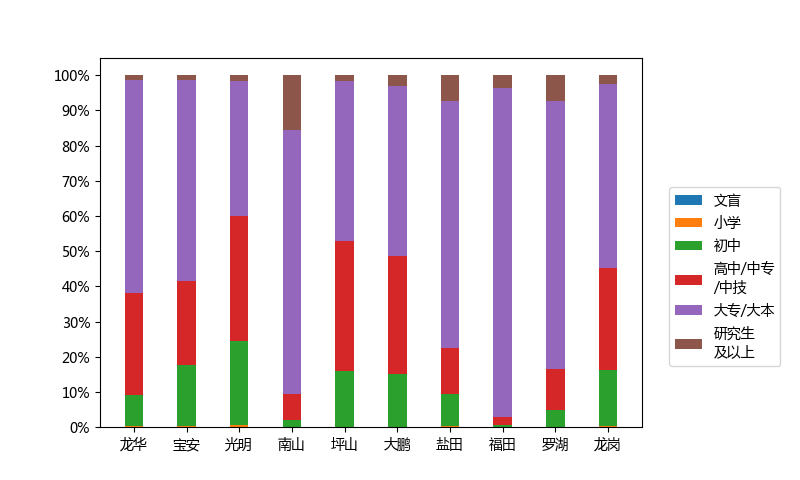 100%
90%
80%
70%
60%
50%
40%
30%
20%
10%
0%
龙华 宝安 光明 南山 坪山 大鹏 盐田 福田 罗湖 龙岗
文盲
小学
初中
高中/中专
/中技
大专/大本
研究生
及以上